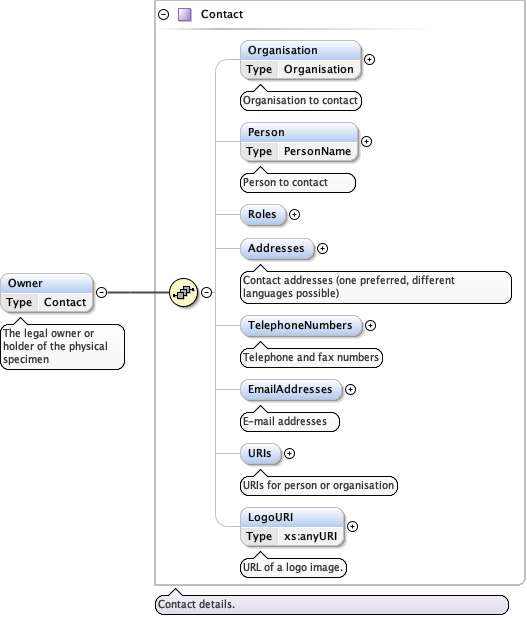 Contact
Organisation
Type Organisation
Organisation to contact
Person
Type PersonName
Person to contact
Roles
Addresses
Contact addresses (one preferred, different
languages possible)
Owner
Type Contact
The legal owner or
holder of the physical
specimen
TelephoneNumbers
Telephone and fax numbers
EmailAddresses
E-mail addresses
URIs
URIs for person or organisation
LogoURI
Type xs:anyURI
URL of a logo image.
Contact details.